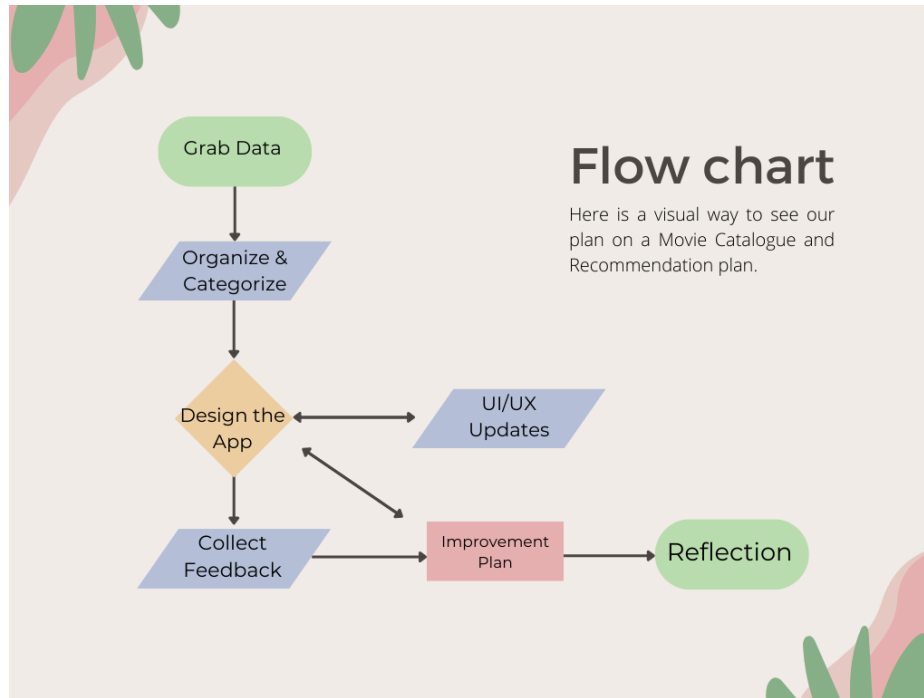 Grab Data
Flow chart
Here is a visual way to see our
plan on a Movie Catalogue and
Recommendation plan.
Organize &
Categorize
Design the
App
UI/UX
Updates
Collect
Feedback
Improvement
Plan
Reflection